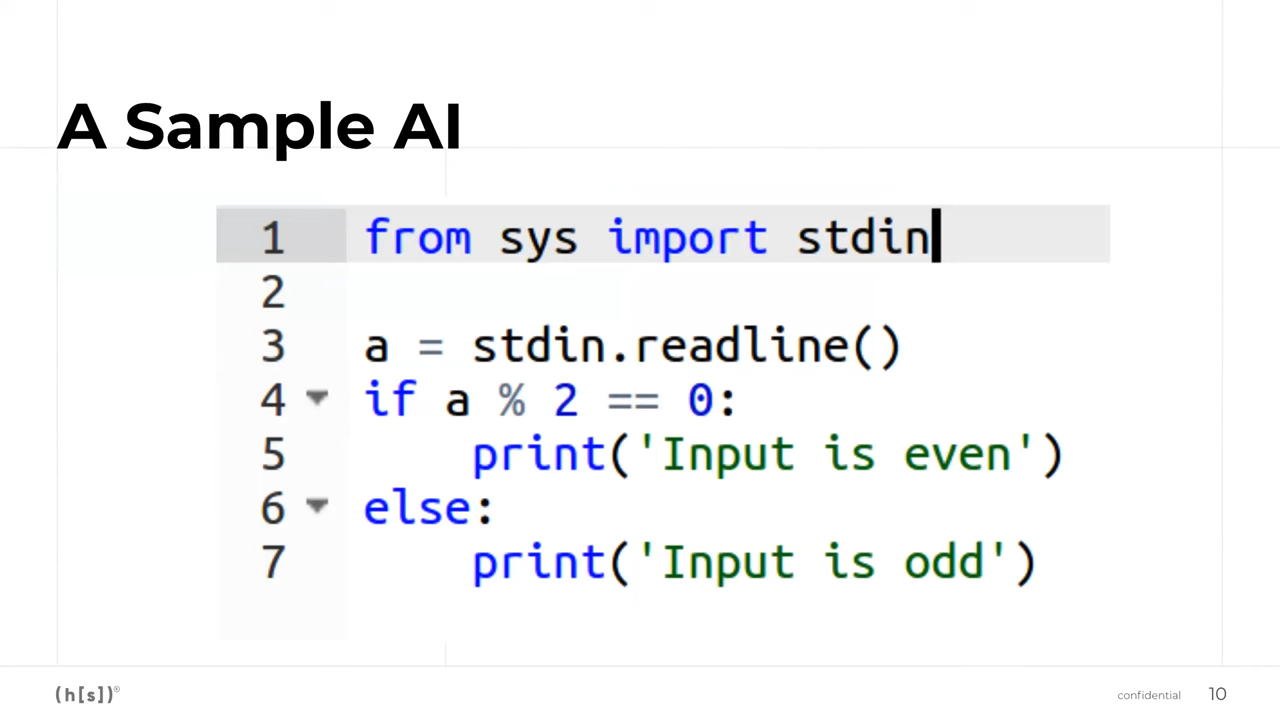 A Sample AI
1 from sys import stdin
2
3 a = stdin.readline()
4 if a % 2 == 0:
5     print('Input is even')
6 else:
7     print('Input is odd')
(h[s])®
confidential 10